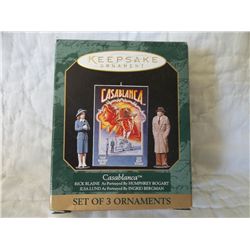 KEEPSAKE
ORNAMENT
CASABLANCA
Casablanca™
RICK BLAINE As Portrayed By HUMPHREY BOGART
ILSA LUND As Portrayed By INGRID BERGMAN
SET OF 3 ORNAMENTS